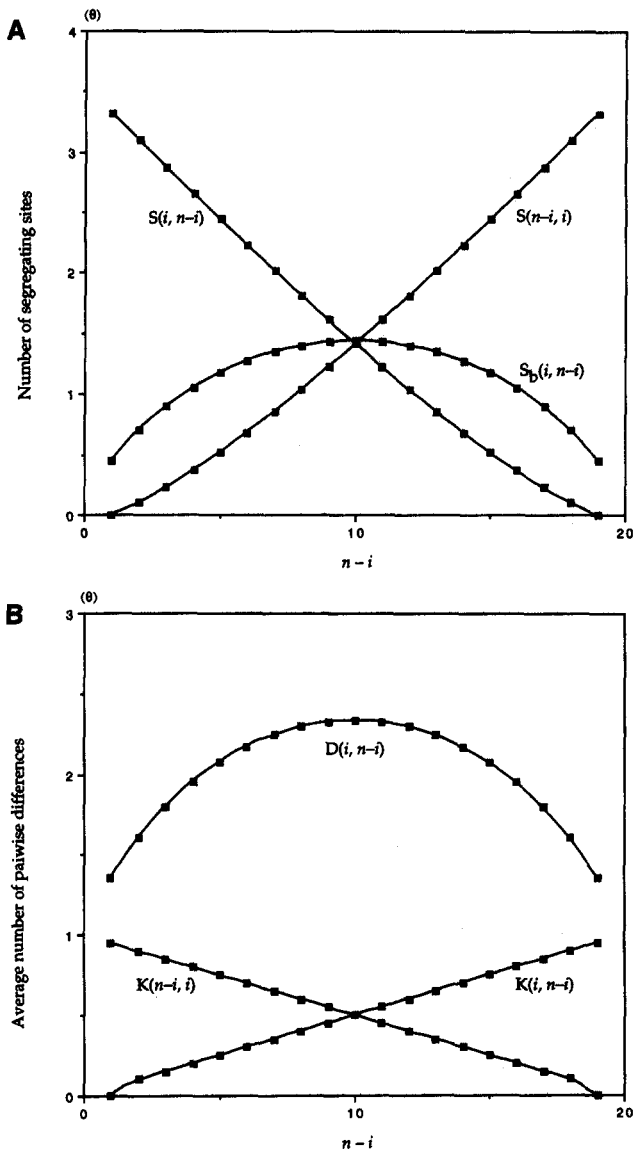 A
(θ)
4
3
2
1
0
Number of segregating sites
S(i, n–i)
S(n–i, i)
Sb(i, n–i)
0
10
20
n – i
B
(θ)
3
2
1
0
Average number of paiwise differences
D(i, n–i)
K(n–i, i)
K(i, n–i)
0
10
20
n – i